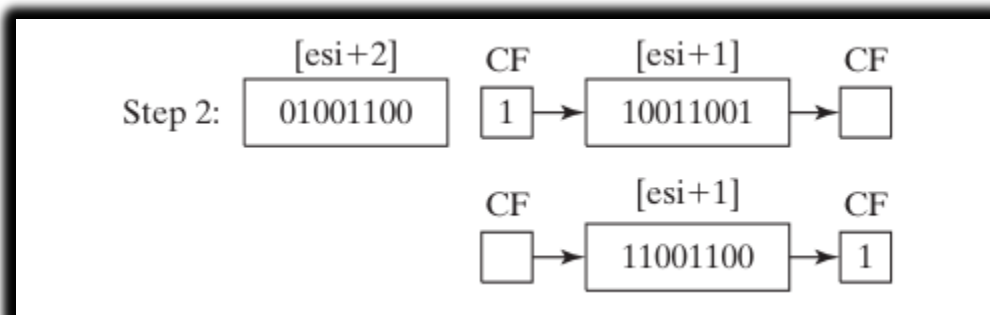 [esi+2] CF [esi+1] CF
Step 2: 01001100 1 10011001
CF [esi+1] CF
11001100 1